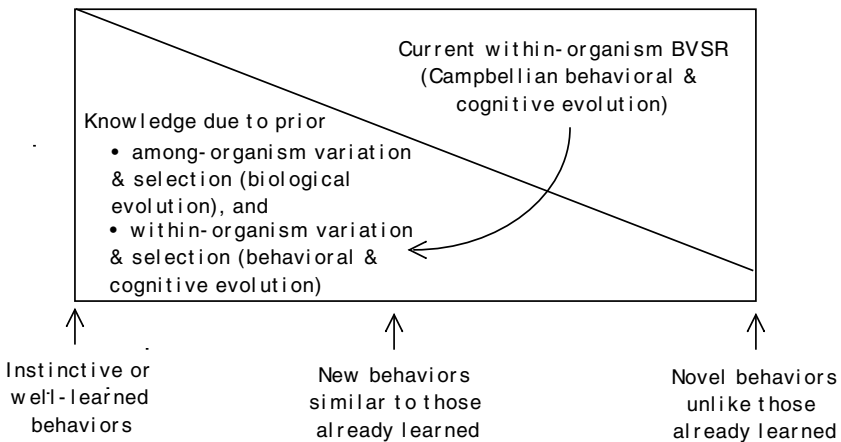 Current within-organism BVSR
(Campbellian behavioral &
cognitive evolution)
Knowledge due to prior
• among-organism variation
& selection (biological
evolution), and
• within-organism variation
& selection (behavioral &
cognitive evolution)
Instinctive or
well-learned
behaviors
New behaviors
similar to those
already learned
Novel behaviors
unlike those
already learned